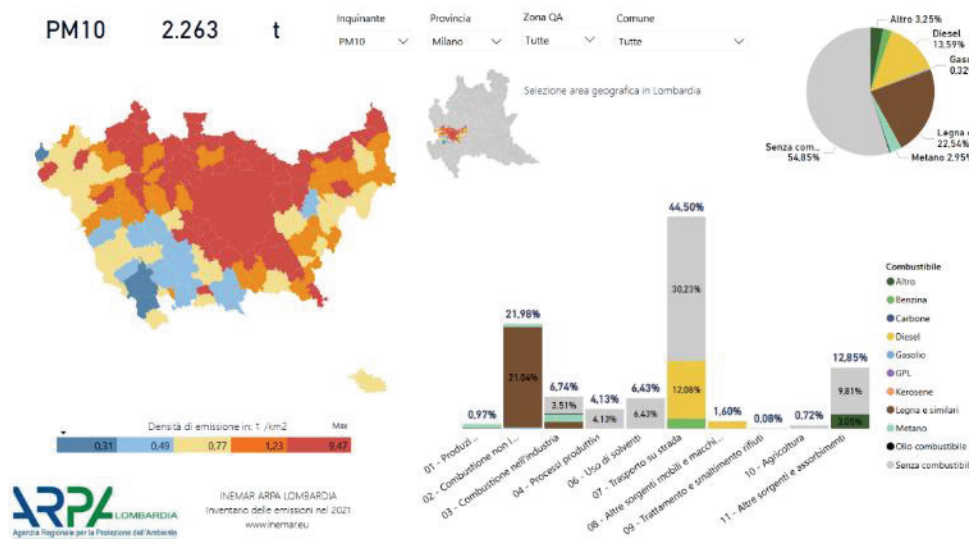 PM10 2.263 t
Inquinante Provincia Zona QA Comune
PM10 Milano Tutte Tutte
Selezione area geografica in Lombardia
Altro 3,25%
Diesel
13,59%
Gaso
0,32%
Legna e
22,54%
Metano 2,95%
Senza com...
54,85%
44,50%
30,23%
12,08%
21,98%
21,04%
12,85%
9,81%
3,05%
6,74%
3,51%
4,13%
4,13%
6,43%
6,43%
0,97%
1,60%
0,08%
0,72%
01 - Produzi...
02 - Combustione non i...
03 - Combustione nell'industria
04 - Processi produttivi
06 - Uso di solventi
07 - Trasporto su strada
08 - Altre sorgenti mobili e macchi...
09 - Trattamento e smaltimento rifiuti
10 - Agricoltura
11 - Altre sorgenti e assorbimenti
Combustibile
Altro
Benzina
Carbone
Diesel
Gasolio
GPL
Kerosene
Legna e similari
Metano
Olio combustibile
Senza combustibil
Densità di emissione in: t /km2 Max
0,31 0,49 0,77 1,23 9,47
ARPA LOMBARDIA
Agenzia Regionale per la Protezione dell'Ambiente
INEMAR ARPA LOMBARDIA
Inventario delle emissioni nel 2021
www.inemar.eu